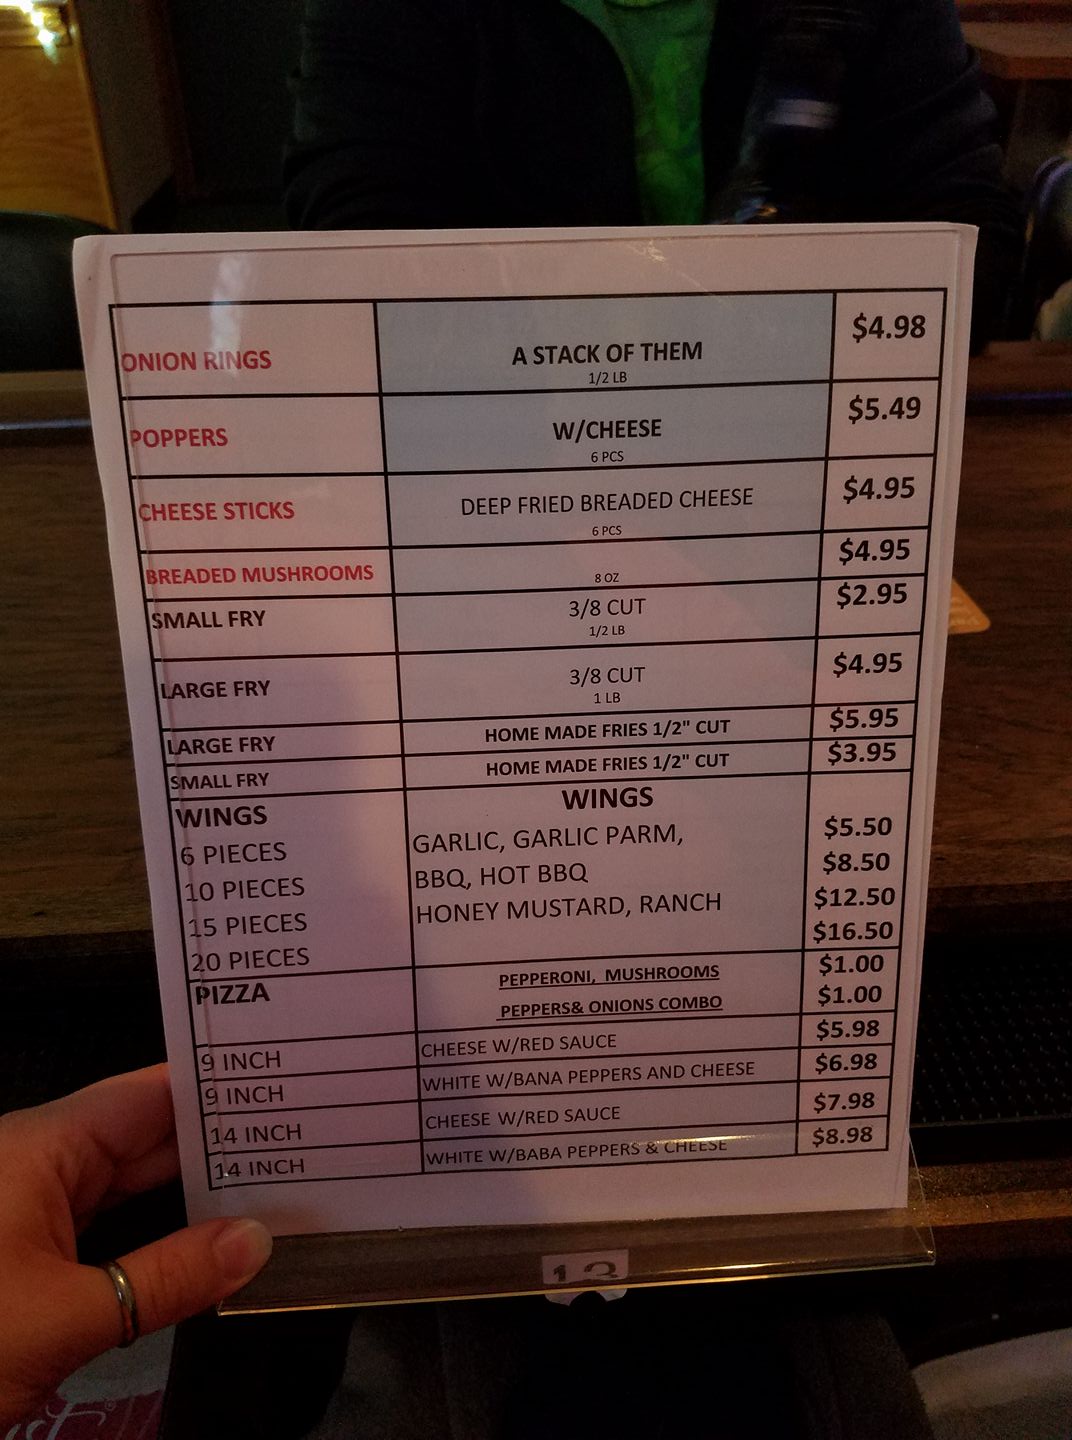 ONION RINGS A STACK OF THEM $4.98
1/2 LB
POPPERS W/CHEESE $5.49
6 PCS
CHEESE STICKS DEEP FRIED BREADED CHEESE $4.95
6 PCS
BREADED MUSHROOMS 8 OZ $4.95
SMALL FRY 3/8 CUT $2.95
1/2 LB
LARGE FRY 3/8 CUT $4.95
1 LB
LARGE FRY HOME MADE FRIES 1/2" CUT $5.95
SMALL FRY HOME MADE FRIES 1/2" CUT $3.95
WINGS WINGS
6 PIECES GARLIC, GARLIC PARM, $5.50
10 PIECES BBQ, HOT BBQ $8.50
15 PIECES HONEY MUSTARD, RANCH $12.50
20 PIECES $16.50
PIZZA PEPPERONI, MUSHROOMS $1.00
PEPPERS& ONIONS COMBO $1.00
9 INCH CHEESE W/RED SAUCE $5.98
9 INCH WHITE W/BANA PEPPERS AND CHEESE $6.98
14 INCH CHEESE W/RED SAUCE $7.98
14 INCH WHITE W/BABA PEPPERS & CHEESE $8.98
13